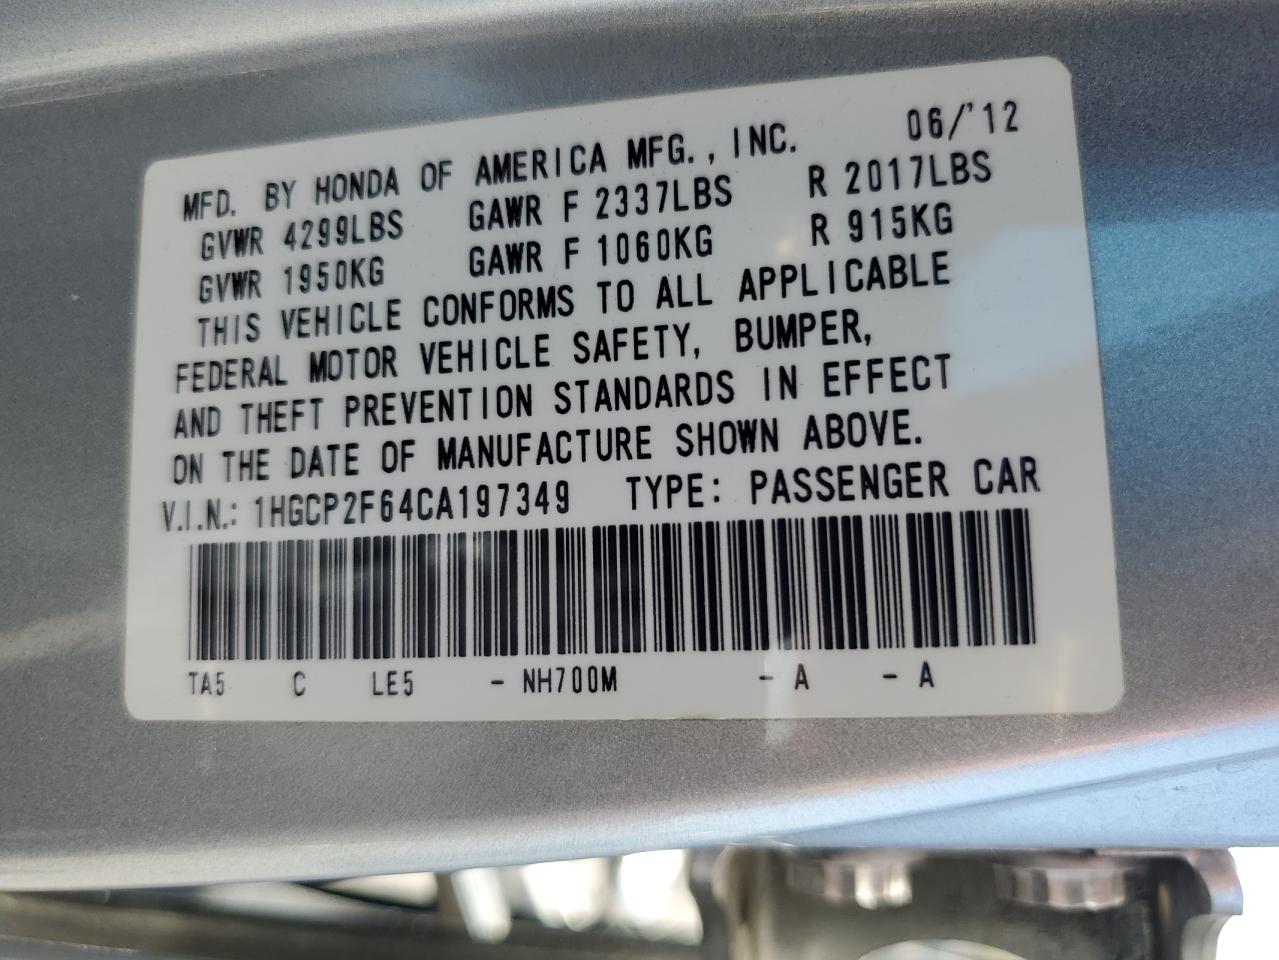 MFD. BY HONDA OF AMERICA MFG., INC. 06/'12
GVWR 4299LBS GAWR F 2337LBS R 2017LBS
GVWR 1950KG GAWR F 1060KG R 915KG
THIS VEHICLE CONFORMS TO ALL APPLICABLE
FEDERAL MOTOR VEHICLE SAFETY, BUMPER,
AND THEFT PREVENTION STANDARDS IN EFFECT
ON THE DATE OF MANUFACTURE SHOWN ABOVE.
V.I.N.: 1HGCP2F64CA197349 TYPE: PASSENGER CAR
TA5 C LE5 - NH700M - A - A